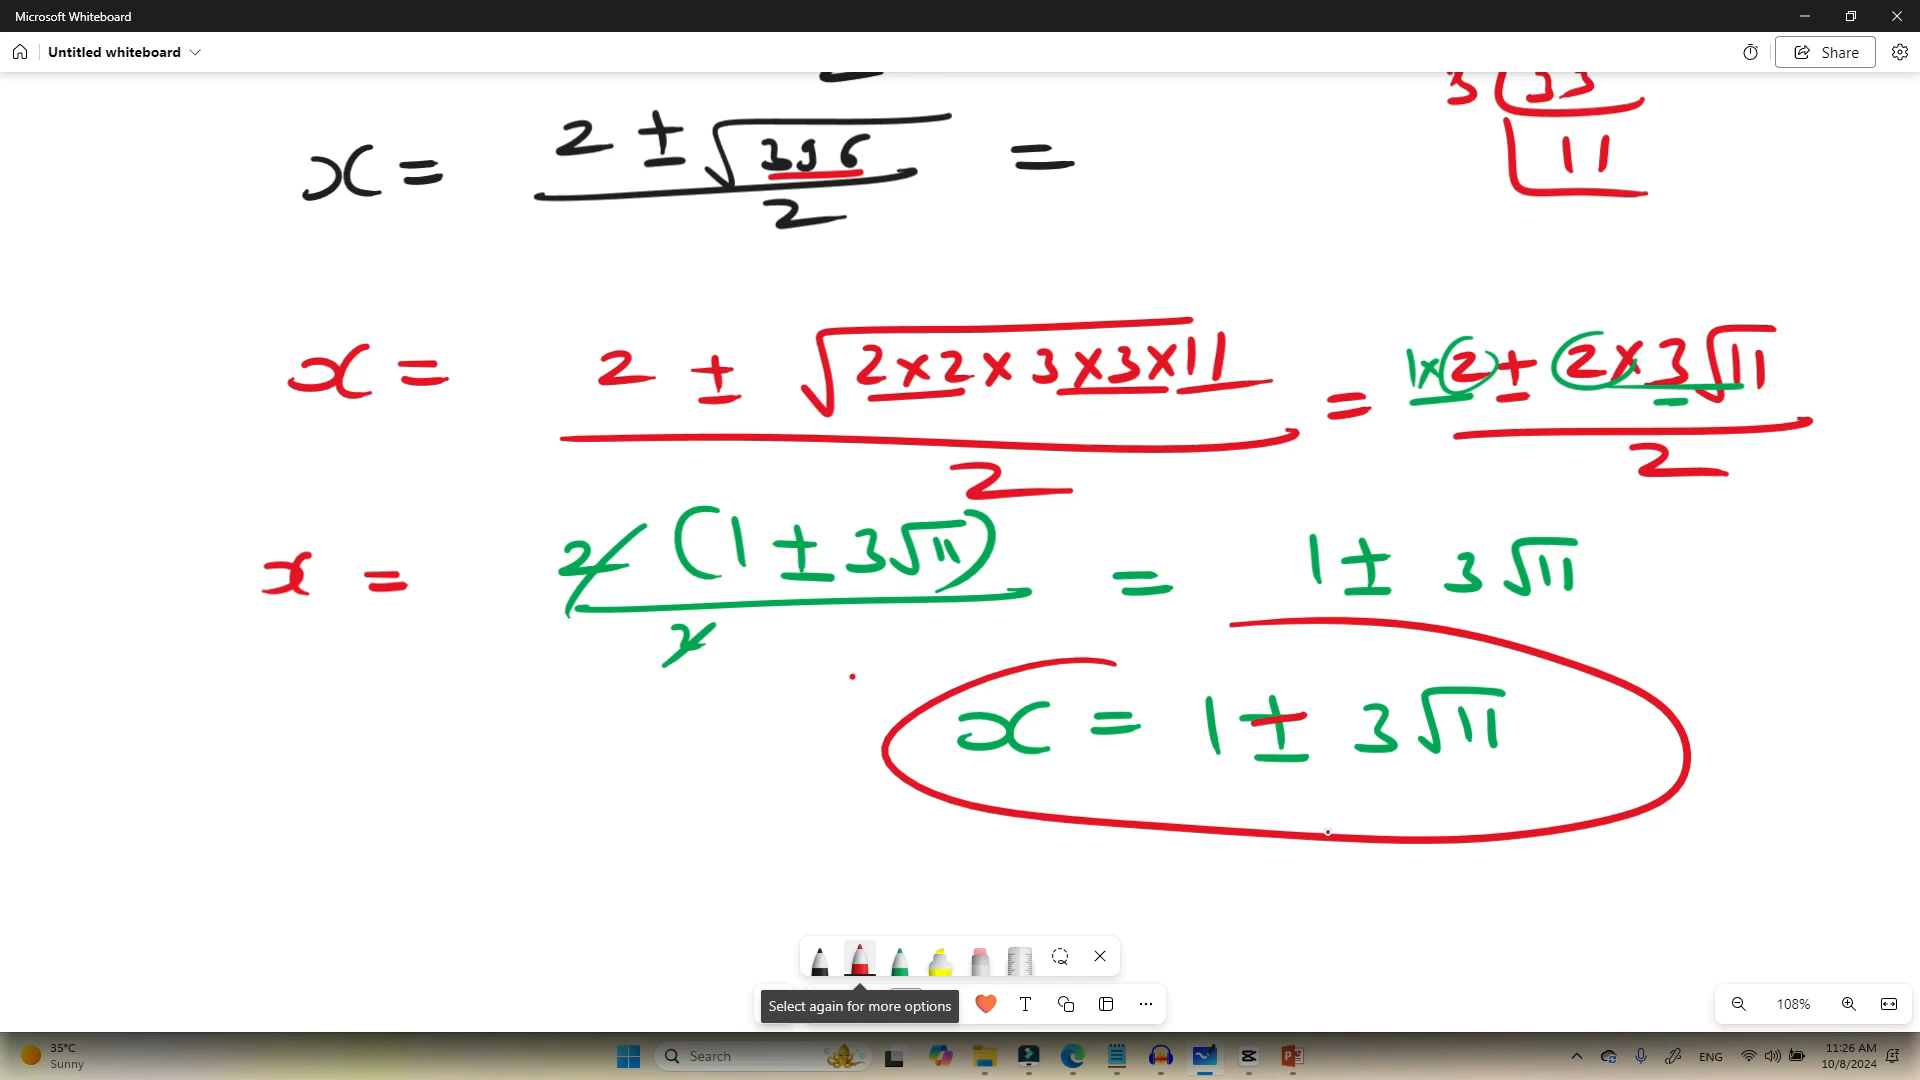 Microsoft Whiteboard
Untitled whiteboard
Share
3 33
11
x = 2 ± √396 / 2 =
x = 2 ± √2×2×3×3×11 / 2 = 1×2 ± 2×3√11 / 2
x = 2(1 ± 3√11) / 2 = 1 ± 3√11
x = 1 ± 3√11
Select again for more options
T
108%
35°C
Sunny
Search
ENG
11:26 AM
10/8/2024